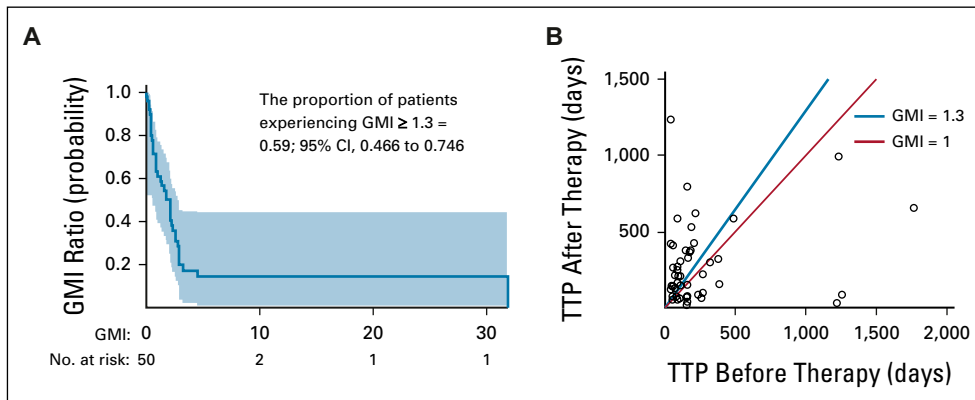 A
GMII Ratio (probability)
1.0
0.8
0.6
0.4
0.2
The proportion of patients
experiencing GMI ≥ 1.3 =
0.59; 95% CI, 0.466 to 0.746
GMI: 0 10 20 30
No. at risk: 50 2 1 1
B
TTP After Therapy (days)
1,500
1,000
500
GMI = 1.3
GMI = 1
0 500 1,000 1,500 2,000
TTP Before Therapy (days)